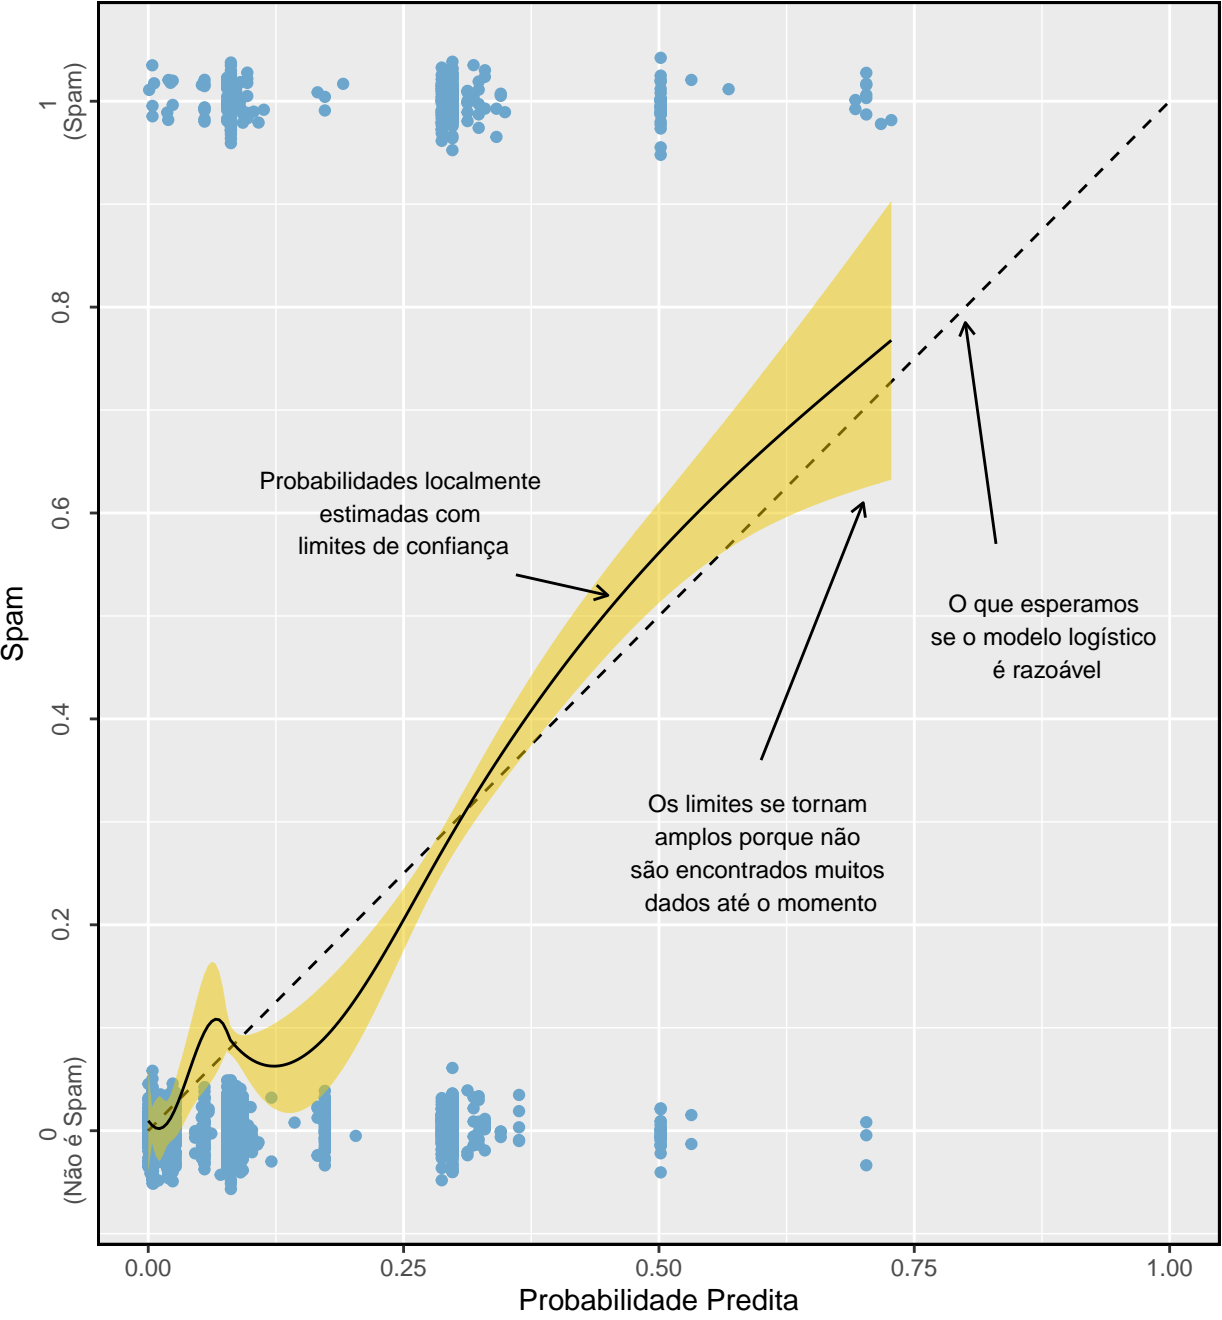 1
(Spam)
0.8
0.6
0.4
0.2
0
(Não é Spam)
Spam
Probabilidades localmente
estimadas com
limites de confiança
O que esperamos
se o modelo logístico
é razoável
Os limites se tornam
amplos porque não
são encontrados muitos
dados até o momento
0.00
0.25
0.50
0.75
1.00
Probabilidade Predita